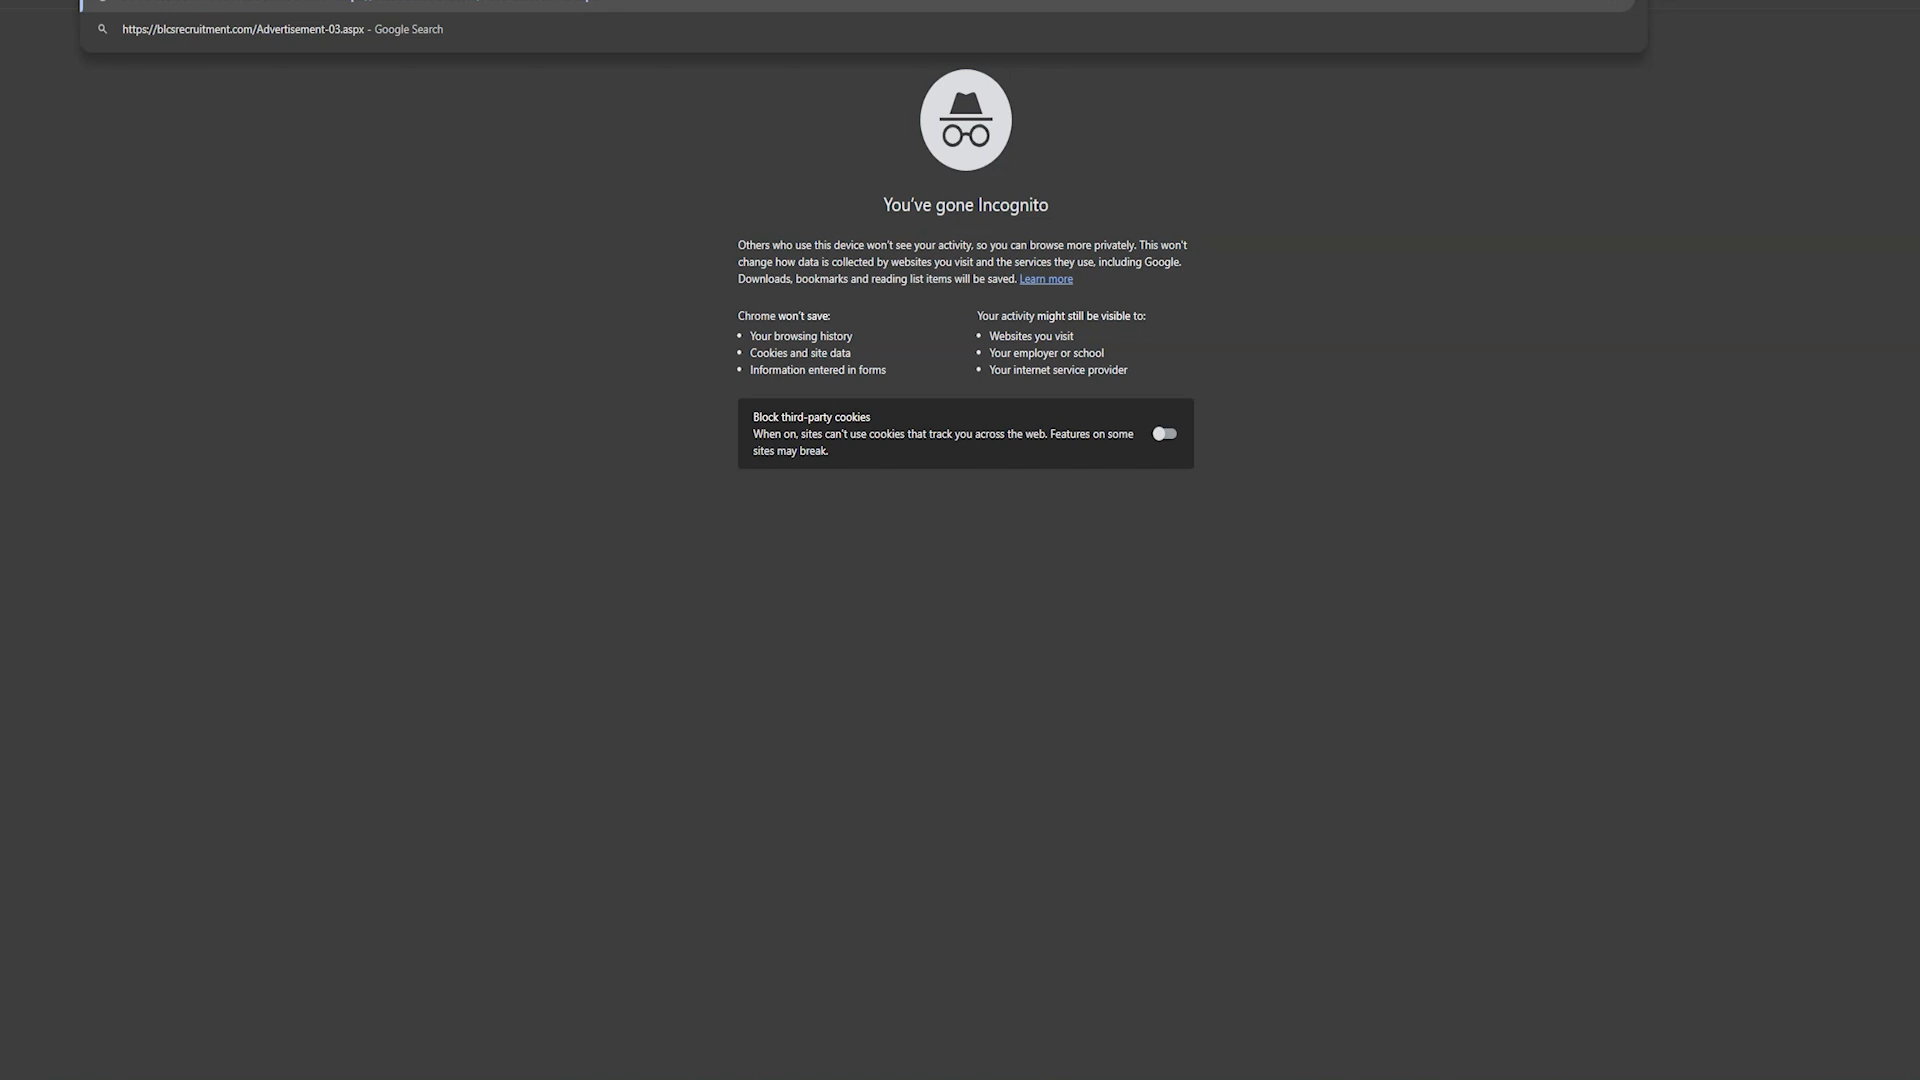 https://blcsrecruitment.com/Advertisement-03.aspx - Google Search
You've gone Incognito
Others who use this device won't see your activity, so you can browse more privately. This won't
change how data is collected by websites you visit and the services they use, including Google.
Downloads, bookmarks and reading list items will be saved. Learn more
Chrome won't save:
• Your browsing history
• Cookies and site data
• Information entered in forms
Your activity might still be visible to:
• Websites you visit
• Your employer or school
• Your internet service provider
Block third-party cookies
When on, sites can't use cookies that track you across the web. Features on some
sites may break.